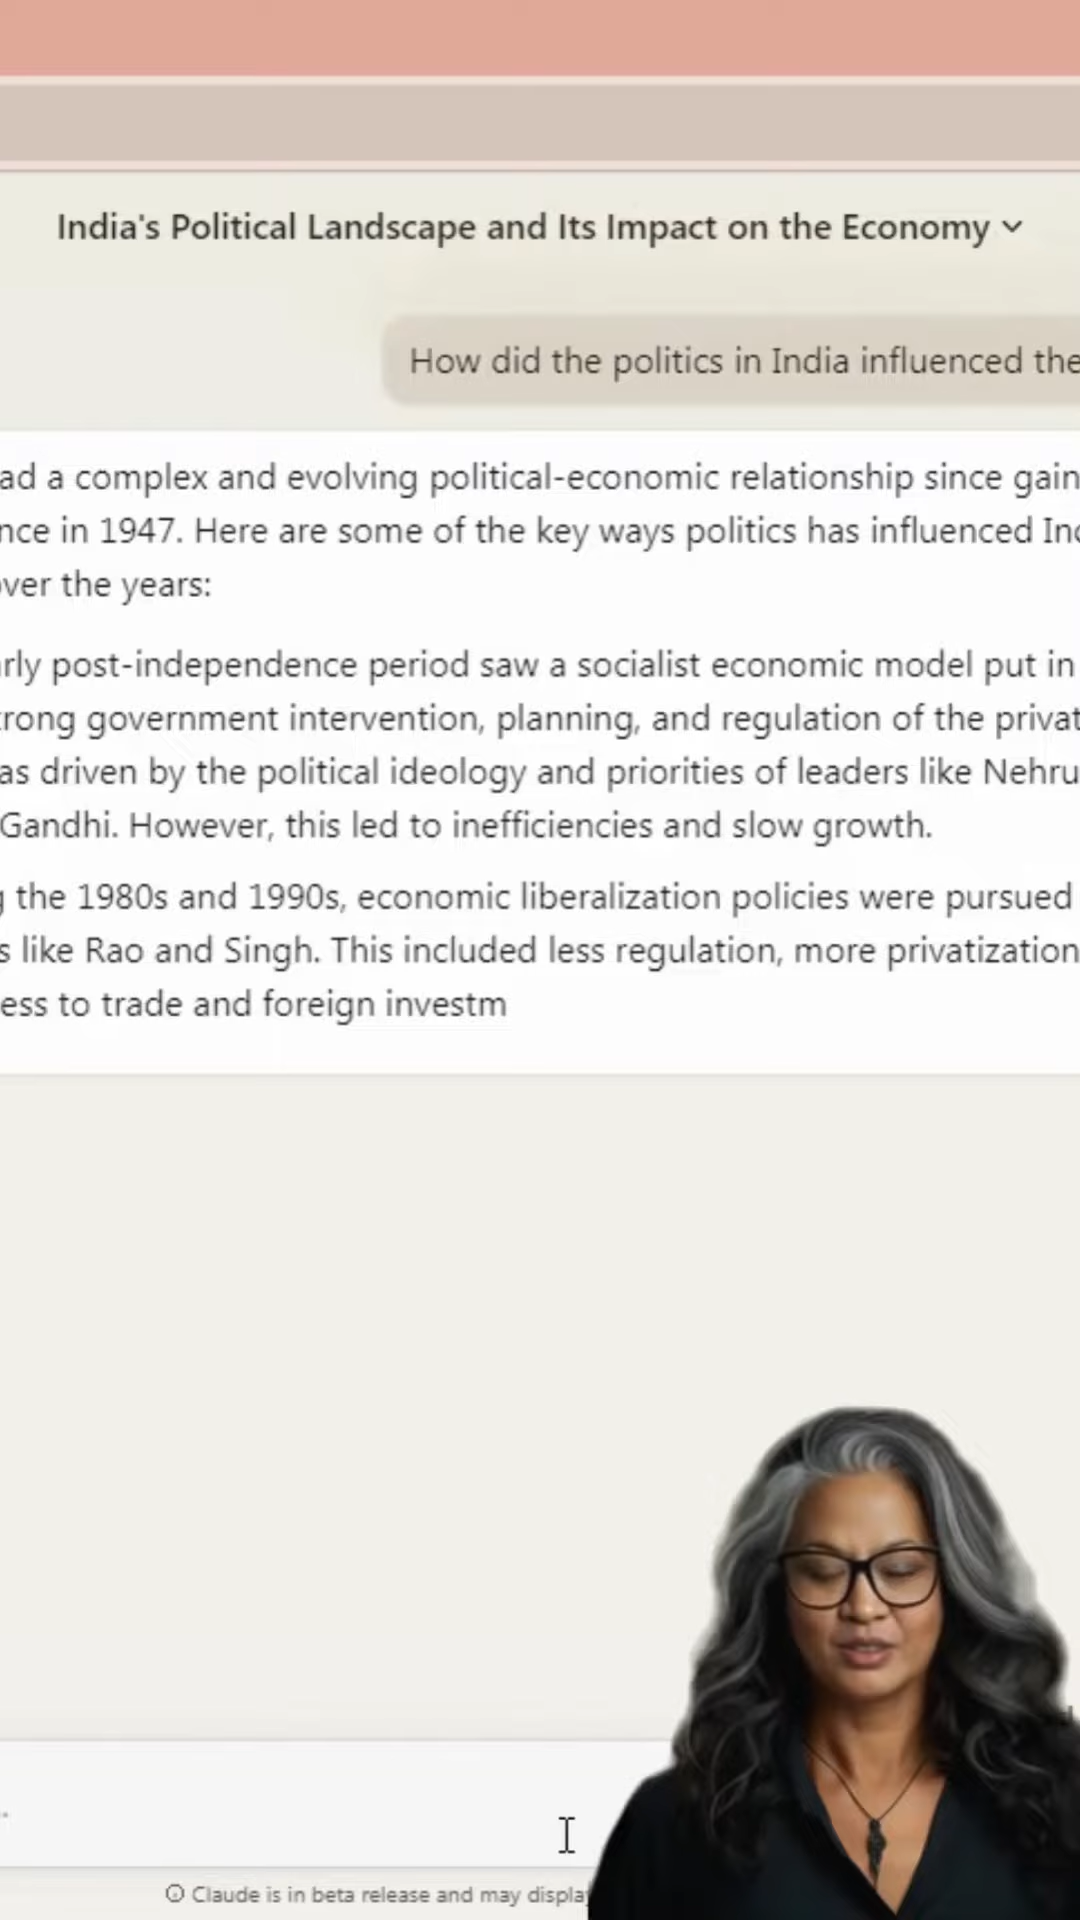 India's Political Landscape and Its Impact on the Economy
How did the politics in India influenced the
ad a complex and evolving political-economic relationship since gain
nce in 1947. Here are some of the key ways politics has influenced Ind
over the years:
rly post-independence period saw a socialist economic model put in
trong government intervention, planning, and regulation of the privat
as driven by the political ideology and priorities of leaders like Nehru
Gandhi. However, this led to inefficiencies and slow growth.
g the 1980s and 1990s, economic liberalization policies were pursued
s like Rao and Singh. This included less regulation, more privatization
ess to trade and foreign investm
Claude is in beta release and may display